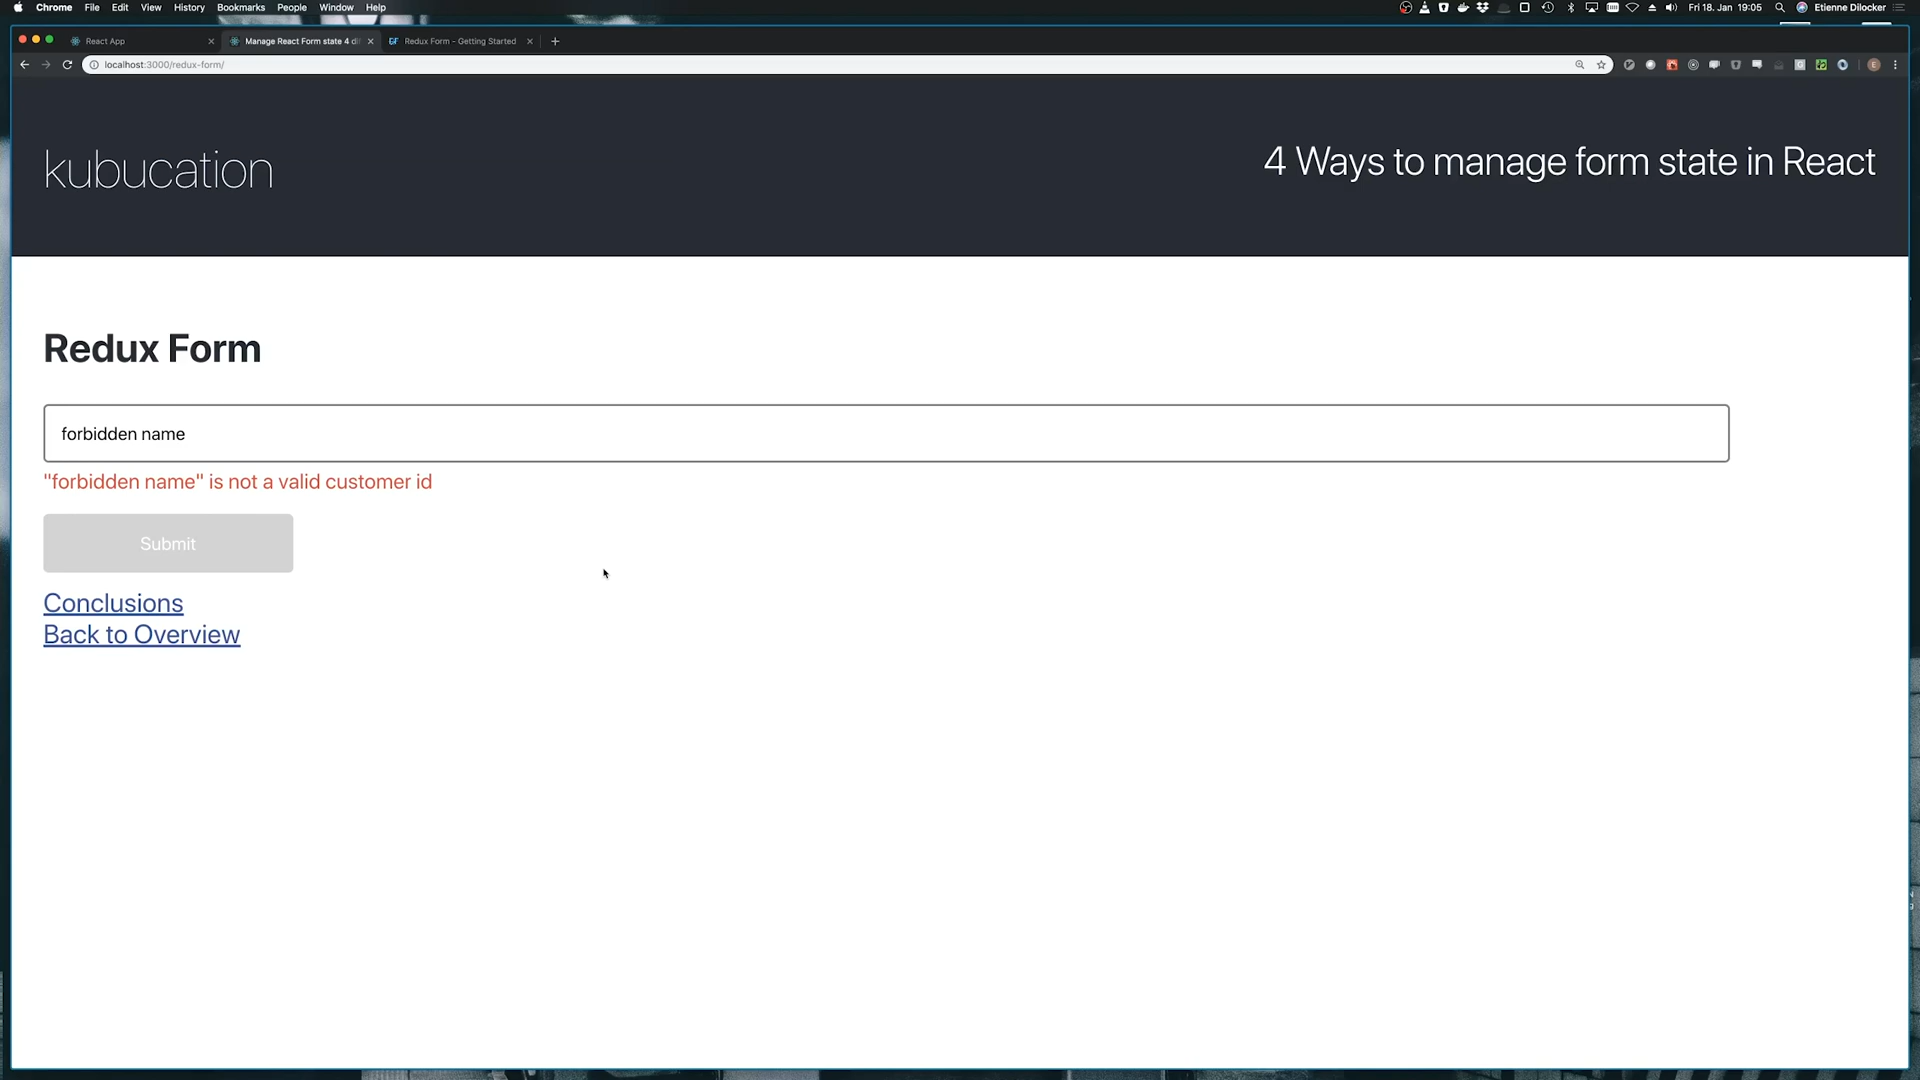 Chrome File Edit View History Bookmarks People Window Help
Fri 18. Jan 19:05 Etienne Dilocker
React App
Manage React Form state 4 di
Redux Form - Getting Started
localhost:3000/redux-form/
kubucation
4 Ways to manage form state in React
Redux Form
forbidden name
"forbidden name" is not a valid customer id
Submit
Conclusions
Back to Overview